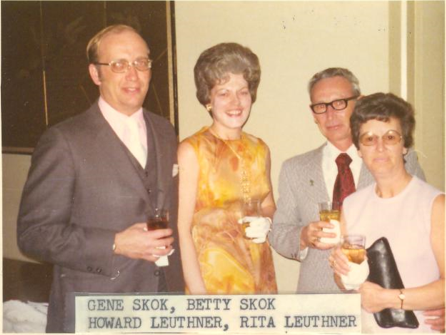 GENE SKOK, BETTY SKOK
HOWARD LEUTHNER, RITA LEUTHNER